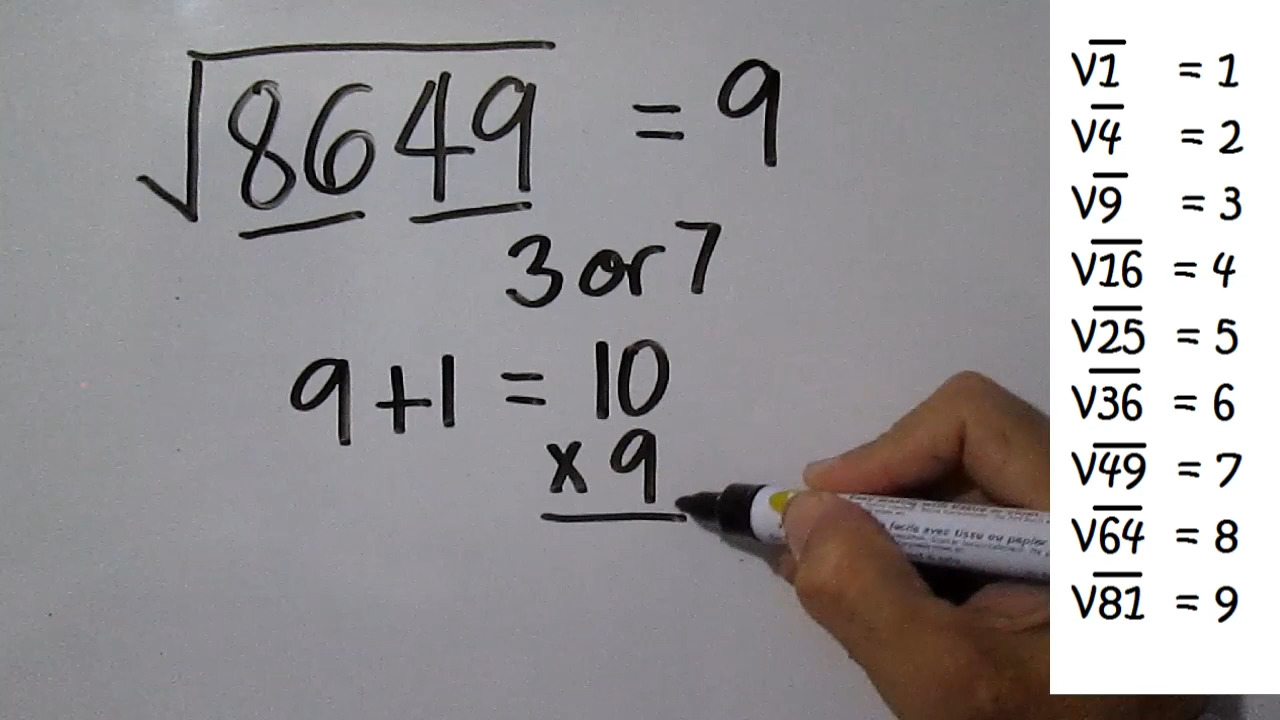 √8649 = 9
3 or 7
9 + 1 = 10
x 9
√1 = 1
√4 = 2
√9 = 3
√16 = 4
√25 = 5
√36 = 6
√49 = 7
√64 = 8
√81 = 9